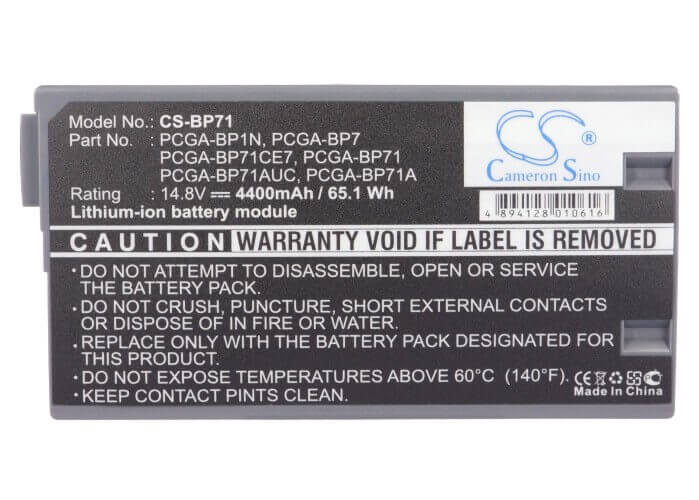 Model No.: CS-BP71
Part No. : PCGA-BP1N, PCGA-BP7
PCGA-BP71CE7, PCGA-BP71
PCGA-BP71AUC, PCGA-BP71A
Rating : 14.8V ⎓ 4400mAh / 65.1 Wh
Lithium-ion battery module
CS ®
Cameron Sino
4 894128 010616
CAUTION WARRANTY VOID IF LABEL IS REMOVED
•DO NOT ATTEMPT TO DISASSEMBLE, OPEN OR SERVICE
THE BATTERY PACK.
•DO NOT CRUSH, PUNCTURE, SHORT EXTERNAL CONTACTS
OR DISPOSE OF IN FIRE OR WATER.
•REPLACE ONLY WITH THE BATTERY PACK DESIGNATED FOR
THIS PRODUCT.
•DO NOT EXPOSE TEMPERATURES ABOVE 60°C (140°F).
•KEEP CONTACT PINTS CLEAN.
CE
Made in China